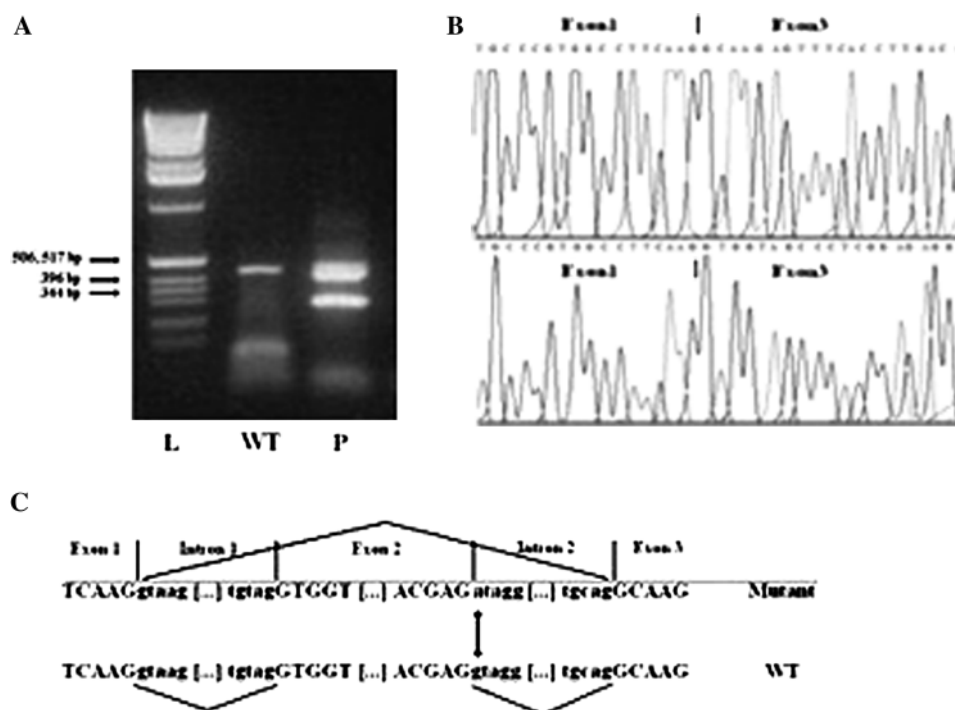 A
506, 517 bp
396 bp
344 bp
L WT P
B
Exon1 | Exon3
T G C C C G T G G C C T T C A A G G C A A G A G T T T C A C C T T G A C
Exon1 | Exon3
C
Exon 1 Intron 1 Exon 2 Intron 2 Exon 3
TCAAGgtaag [...] tgtagGTGGT [...] ACGAGatagg [...] tgcagGCAAG Mutant
TCAAGgtaag [...] tgtagGTGGT [...] ACGAGgtagg [...] tgcagGCAAG WT